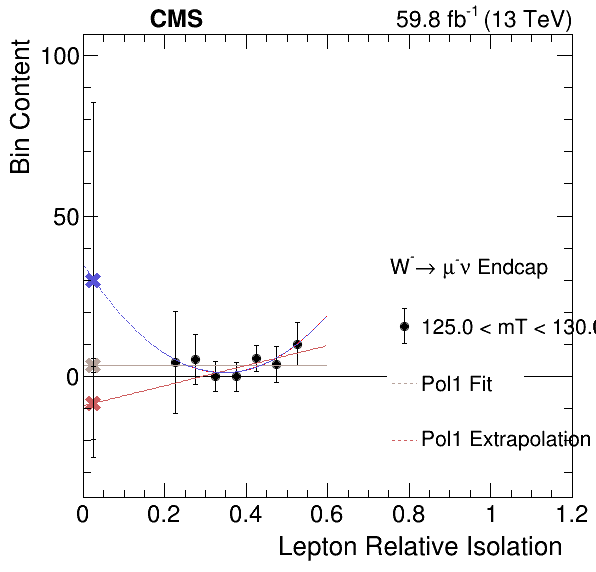 CMS 59.8 fb-1 (13 TeV)
Bin Content
100
50
0
W-→ μ-ν Endcap
125.0 < mT < 130.
Pol1 Fit
Pol1 Extrapolation
0 0.2 0.4 0.6 0.8 1 1.2
Lepton Relative Isolation